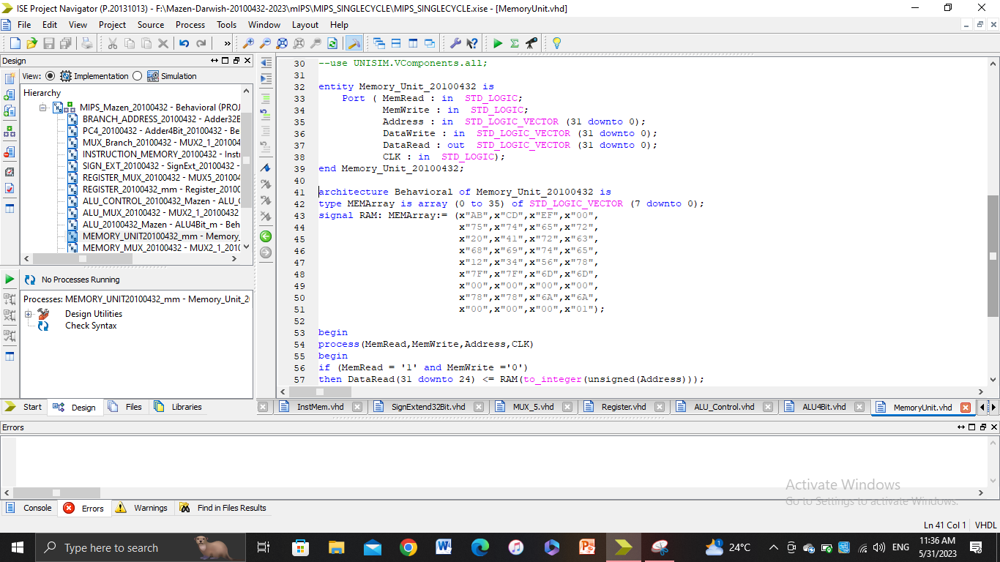 ISE Project Navigator (P.20131013) - F:\Mazen-Darwish-20100432-2023\mIPS\MIPS_SINGLECYCLE\MIPS_SINGLECYCLE.xise - [MemoryUnit.vhd]
File Edit View Project Source Process Tools Window Layout Help
Design
View: Implementation Simulation
Hierarchy
MIPS_Mazen_20100432 - Behavioral (PROJ
BRANCH_ADDRESS_20100432 - Adder32E
PC4_20100432 - Adder4Bit_20100432 - Be
MUX_Branch_20100432 - MUX2_1_201004
INSTRUCTION_MEMORY_20100432 - Insti
SIGN_EXT_20100432 - SignExt_20100432 -
REGISTER_MUX_20100432 - MUX5_201004
REGISTER_20100432_mm - Register_20100
ALU_CONTROL_20100432_Mazen - ALU_(
ALU_MUX_20100432 - MUX2_1_20100432
ALU_20100432_Mazen - ALU4Bit_m - Beh
MEMORY_UNIT20100432_mm - Memory_
MEMORY_MUX_20100432 - MUX2_1_2010
No Processes Running
Processes: MEMORY_UNIT20100432_mm - Memory_Unit_2
Design Utilities
Check Syntax
Start Design Files Libraries
30 --use UNISIM.VComponents.all;
31
32 entity Memory_Unit_20100432 is
33 Port ( MemRead : in STD_LOGIC;
34 MemWrite : in STD_LOGIC;
35 Address : in STD_LOGIC_VECTOR (31 downto 0);
36 DataWrite : in STD_LOGIC_VECTOR (31 downto 0);
37 DataRead : out STD_LOGIC_VECTOR (31 downto 0);
38 CLK : in STD_LOGIC);
39 end Memory_Unit_20100432;
40
41 architecture Behavioral of Memory_Unit_20100432 is
42 type MEMArray is array (0 to 35) of STD_LOGIC_VECTOR (7 downto 0);
43 signal RAM: MEMArray:= (x"AB",x"CD",x"EF",x"00",
44 x"75",x"74",x"65",x"72",
45 x"20",x"41",x"72",x"63",
46 x"68",x"69",x"74",x"65",
47 x"12",x"34",x"56",x"78",
48 x"7F",x"7F",x"6D",x"6D",
49 x"00",x"00",x"00",x"00",
50 x"78",x"78",x"6A",x"6A",
51 x"00",x"00",x"00",x"01");
52
53 begin
54 process(MemRead,MemWrite,Address,CLK)
55 begin
56 if (MemRead = '1' and MemWrite ='0')
57 then DataRead(31 downto 24) <= RAM(to_integer(unsigned(Address)));
InstMem.vhd SignExtend32Bit.vhd MUX_5.vhd Register.vhd ALU_Control.vhd ALU4Bit.vhd MemoryUnit.vhd
Errors
Console Errors Warnings Find in Files Results
Activate Windows
Go to Settings to activate Windows.
Ln 41 Col 1 VHDL
Type here to search
24°C ENG 11:36 AM
5/31/2023